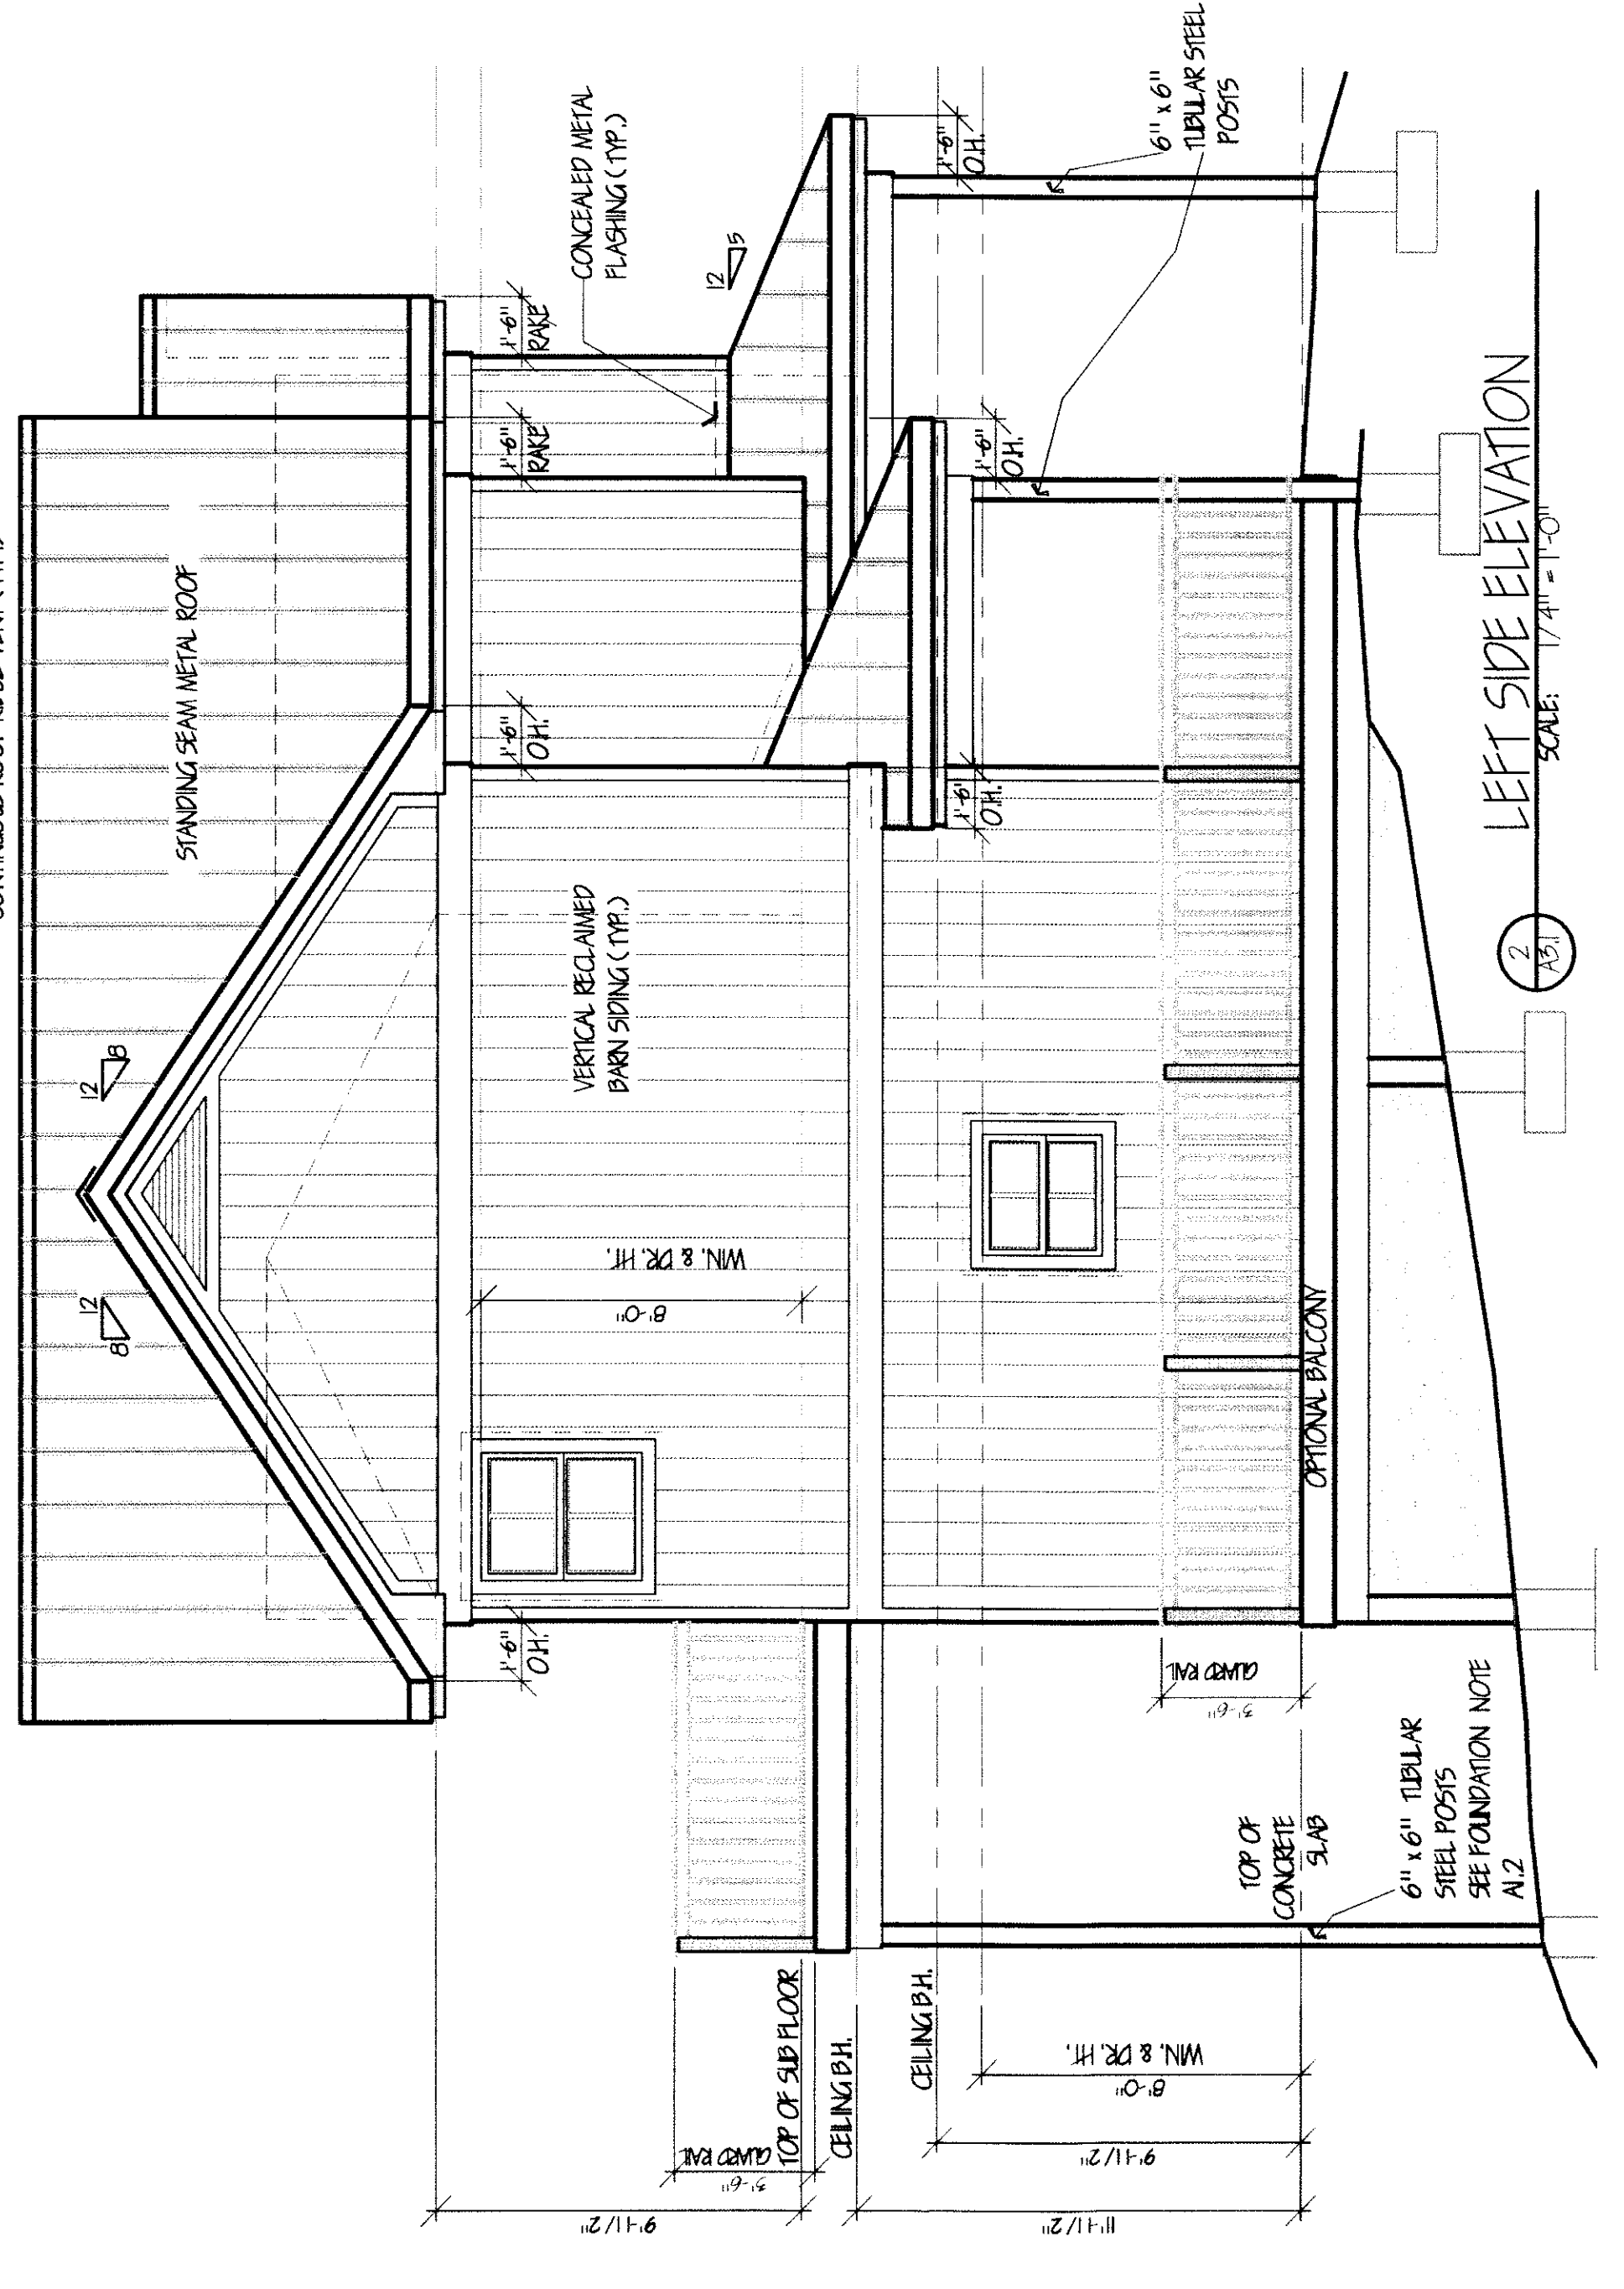 STANDING SEAM METAL ROOF
12
8
12
8
CONCEALED METAL
FLASHING (TYP.)
1'-6"
RAKE
1'-6"
RAKE
1'-6"
O.H.
1'-6"
O.H.
12
5
VERTICAL RECLAIMED
BARN SIDING (TYP.)
8'-0"
WIN. & DR. HT.
1'-6"
O.H.
1'-6"
O.H.
1'-6"
O.H.
6" x 6"
TUBULAR STEEL
POSTS
OPTIONAL BALCONY
3'-6"
GUARD RAIL
3'-6"
GUARD RAIL
TOP OF SUB FLOOR
CEILING B.H.
CEILING B.H.
8'-0"
WIN. & DR. HT.
9'-1 1/2"
9'-1 1/2"
11'-1 1/2"
TOP OF
CONCRETE
SLAB
6" x 6" TUBULAR
STEEL POSTS
SEE FOUNDATION NOTE
A1.2
2
A3.1
LEFT SIDE ELEVATION
SCALE: 1/4" = 1'-0"